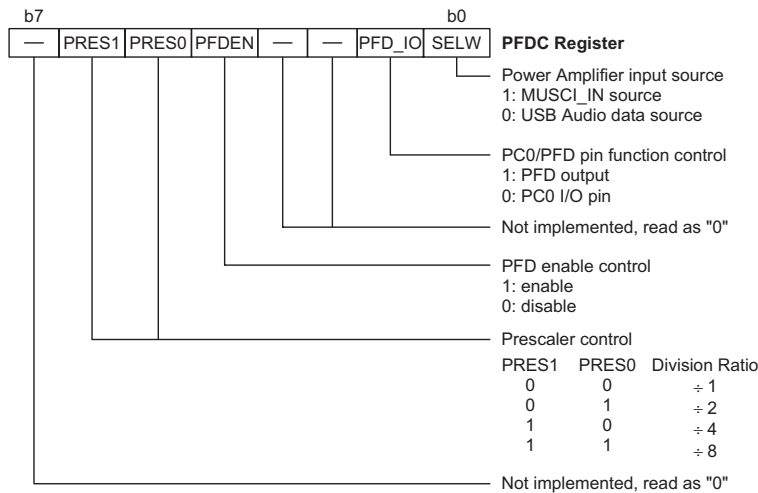 b7 b0
— PRES1 PRES0 PFDEN — — PFD_IO SELW PFDC Register
Power Amplifier input source
1: MUSCI_IN source
0: USB Audio data source
PC0/PFD pin function control
1: PFD output
0: PC0 I/O pin
Not implemented, read as "0"
PFD enable control
1: enable
0: disable
Prescaler control
PRES1 PRES0 Division Ratio
0 0 ÷ 1
0 1 ÷ 2
1 0 ÷ 4
1 1 ÷ 8
Not implemented, read as "0"